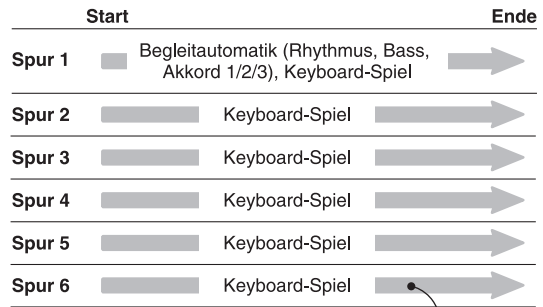 Start Ende
Spur 1 Begleitautomatik (Rhythmus, Bass,
Akkord 1/2/3), Keyboard-Spiel
Spur 2 Keyboard-Spiel
Spur 3 Keyboard-Spiel
Spur 4 Keyboard-Spiel
Spur 5 Keyboard-Spiel
Spur 6 Keyboard-Spiel